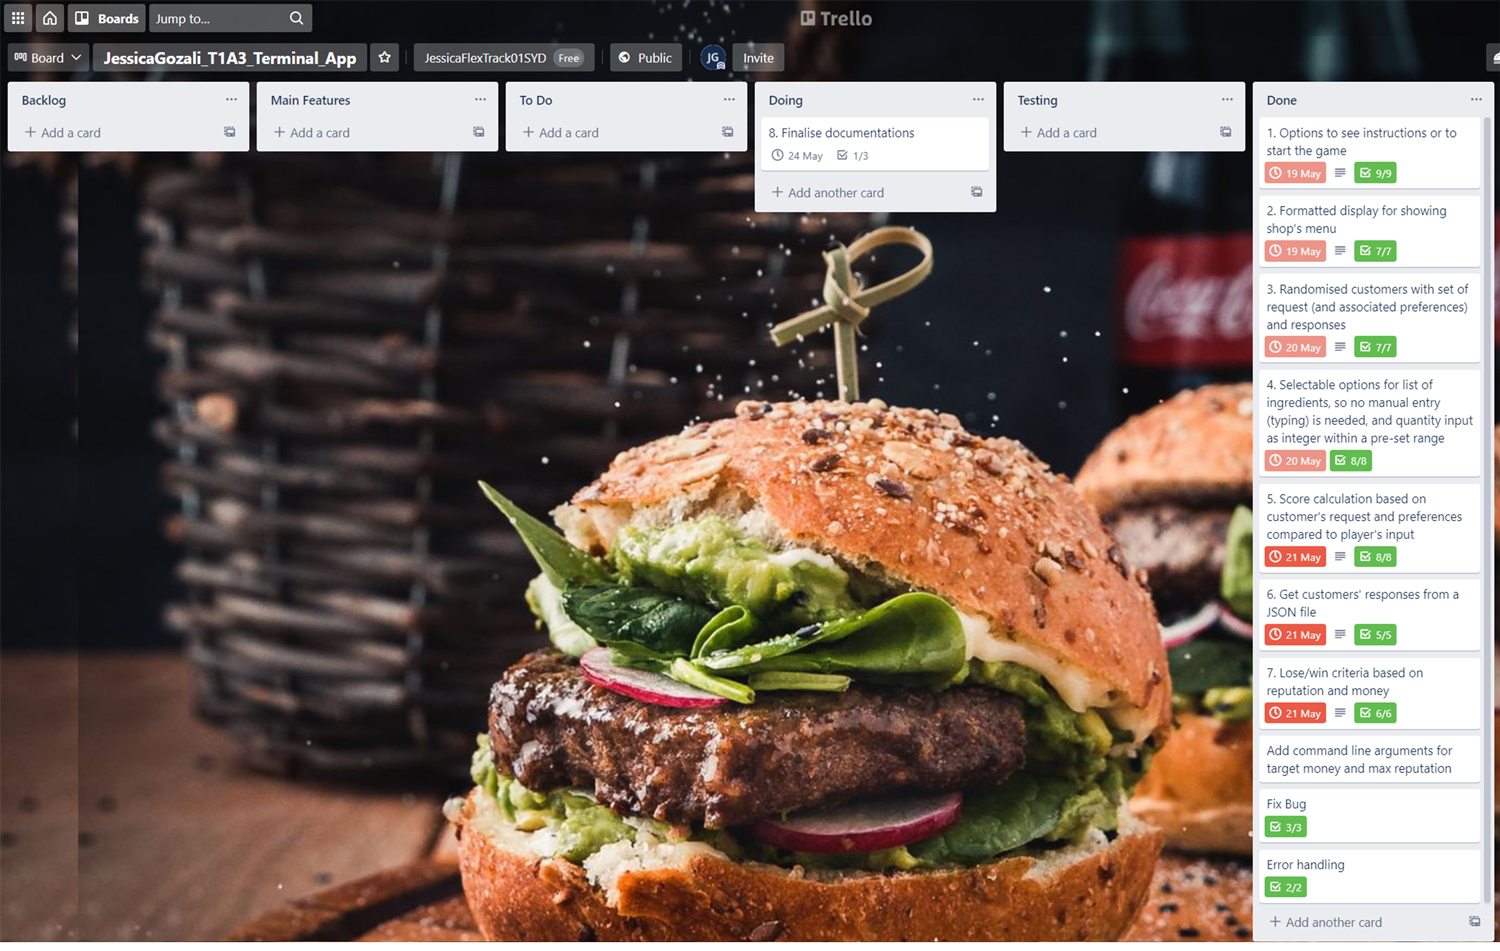 Boards
Jump to...
Trello
Board
JessicaGozali_T1A3_Terminal_App
JessicaFlexTrack01SYD Free
Public
JG
Invite
Backlog
Add a card
Main Features
Add a card
To Do
Add a card
Doing
8. Finalise documentations
24 May 1/3
Add another card
Testing
Add a card
Done
1. Options to see instructions or to
start the game
19 May 9/9
2. Formatted display for showing
shop's menu
19 May 7/7
3. Randomised customers with set of
request (and associated preferences)
and responses
20 May 7/7
4. Selectable options for list of
ingredients, so no manual entry
(typing) is needed, and quantity input
as integer within a pre-set range
20 May 8/8
5. Score calculation based on
customer's request and preferences
compared to player's input
21 May 8/8
6. Get customers' responses from a
JSON file
21 May 5/5
7. Lose/win criteria based on
reputation and money
21 May 6/6
Add command line arguments for
target money and max reputation
Fix Bug
3/3
Error handling
2/2
Add another card